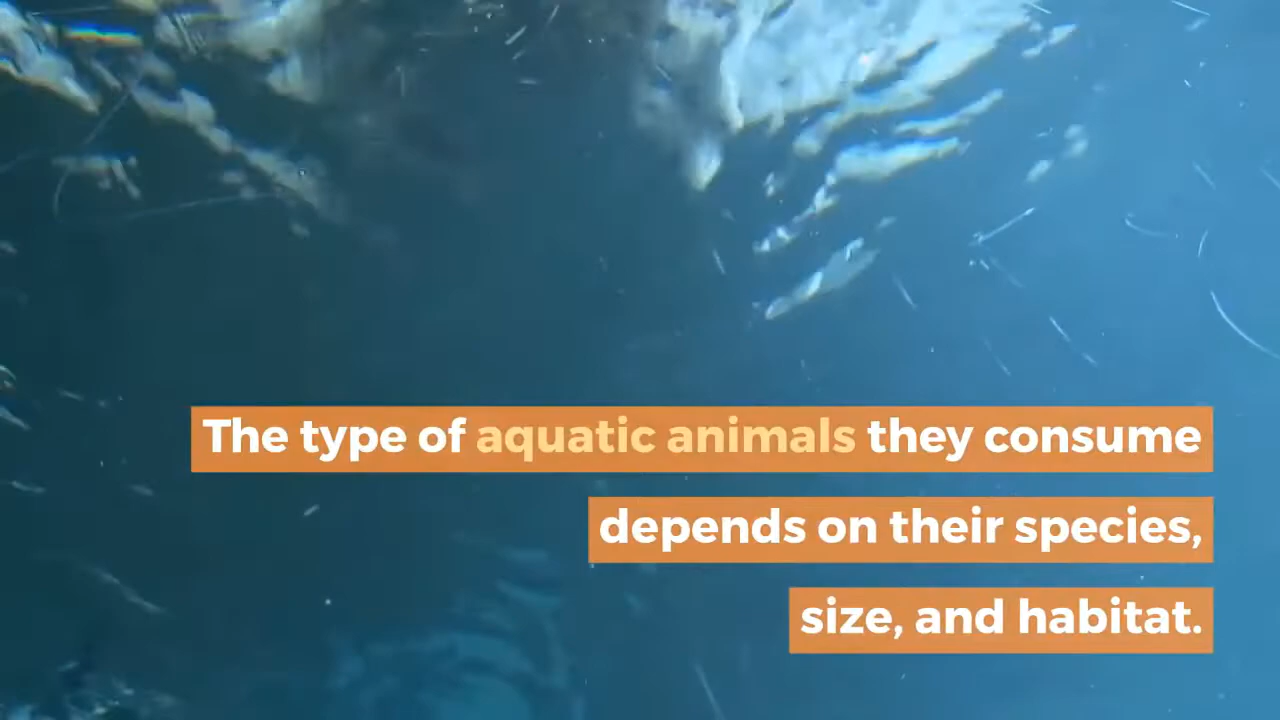 The type of aquatic animals they consume
depends on their species,
size, and habitat.